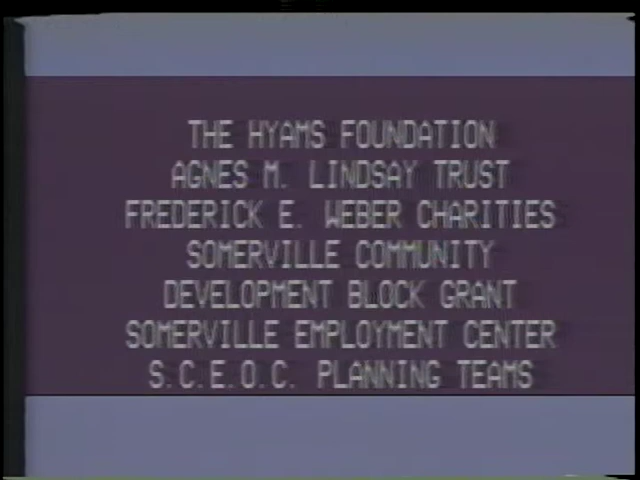 THE HYAMS FOUNDATION
AGNES M. LINDSAY TRUST
FREDERICK E. WEBER CHARITIES
SOMERVILLE COMMUNITY
DEVELOPMENT BLOCK GRANT
SOMERVILLE EMPLOYMENT CENTER
S.C.E.O.C. PLANNING TEAMS